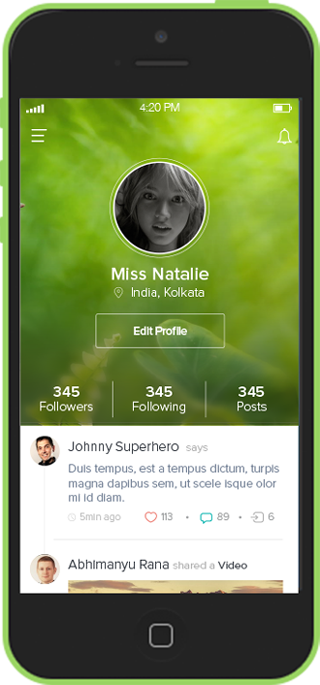 4:20 PM
Miss Natalie
India, Kolkata
Edit Profile
345 345 345
Followers Following Posts
Johnny Superhero says
Duis tempus, est a tempus dictum, turpis
magna dapibus sem, ut scele isque olor
mi id diam.
5min ago 113 • 89 • 6
Abhimanyu Rana shared a Video